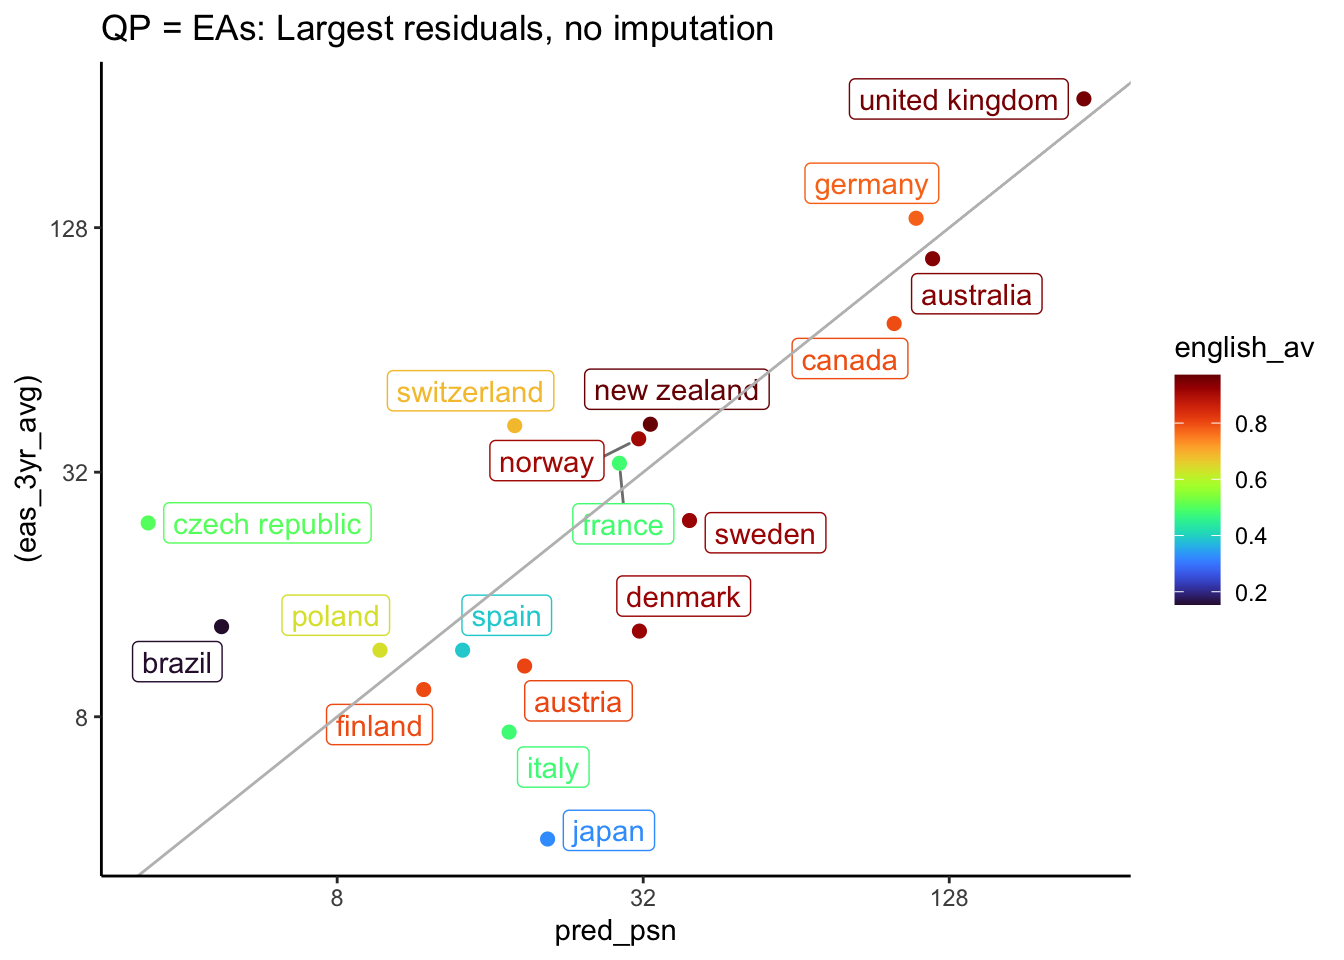 QP = EAs: Largest residuals, no imputation
united kingdom
germany
australia
canada
switzerland
new zealand
norway
france
czech republic
sweden
denmark
poland
spain
brazil
austria
finland
italy
japan
128
32
8
(eas_3yr_avg)
8
32
128
pred_psn
english_av
0.8
0.6
0.4
0.2